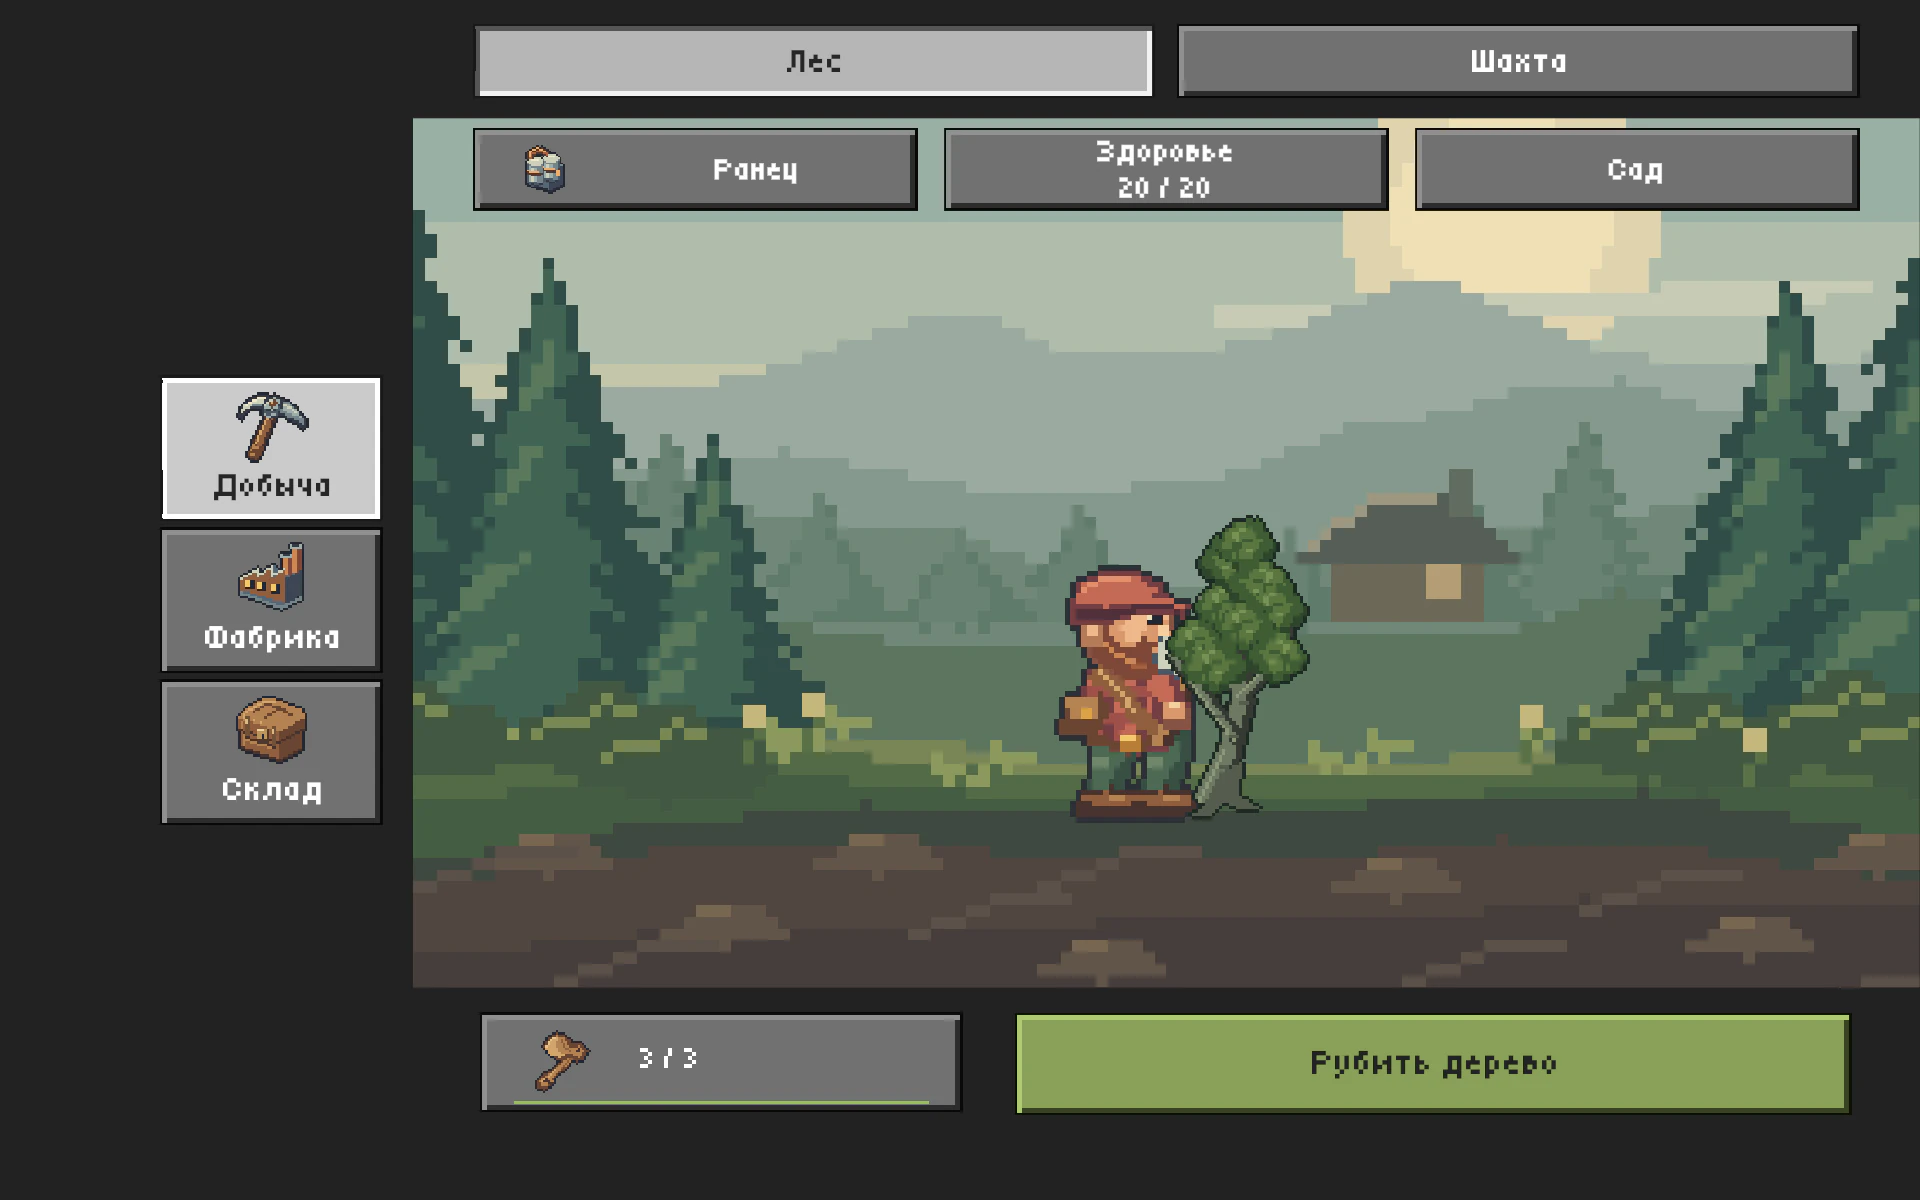 Лес
Шахта
Ранец
Здоровье
20 / 20
Сад
Добыча
Фабрика
Склад
3 / 3
Рубить дерево